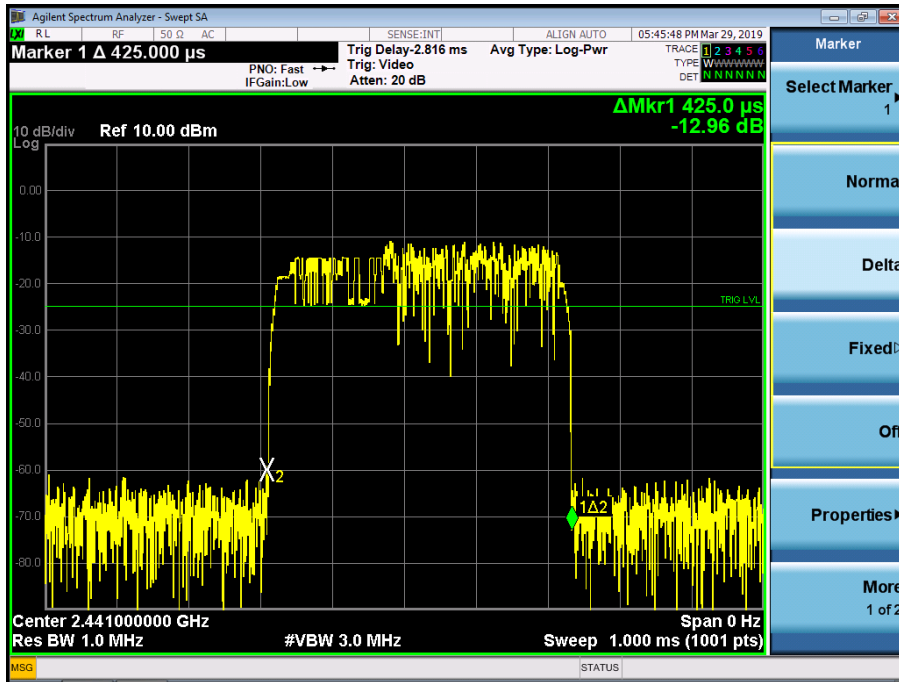 Agilent Spectrum Analyzer - Swept SA
LXI RL RF 50 Ω AC SENSE:INT ALIGN AUTO 05:45:48 PM Mar 29, 2019
Marker 1 Δ 425.000 µs
PNO: Fast
IFGain:Low
Trig Delay-2.816 ms
Trig: Video
Atten: 20 dB
Avg Type: Log-Pwr
TRACE 1 2 3 4 5 6
TYPE WWWWWW
DET N N N N N N
ΔMkr1 425.0 µs
-12.96 dB
10 dB/div Ref 10.00 dBm
Log
0.00
-10.0
-20.0
TRIG LVL
-30.0
-40.0
-50.0
-60.0
2
1Δ2
-70.0
-80.0
Center 2.441000000 GHz Span 0 Hz
Res BW 1.0 MHz #VBW 3.0 MHz Sweep 1.000 ms (1001 pts)
MSG STATUS
Marker
Select Marker
1
Norma
Delta
Fixed
Off
Properties
More
1 of 2